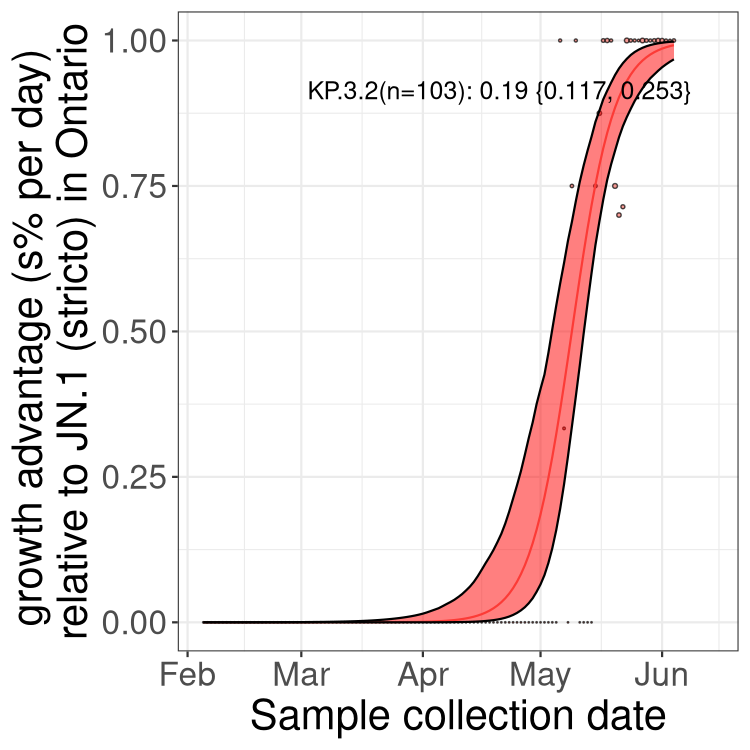 growth advantage (s% per day)
relative to JN.1 (stricto) in Ontario
1.00
0.75
0.50
0.25
0.00
KP.3.2(n=103): 0.19 {0.117, 0.253}
Feb Mar Apr May Jun
Sample collection date